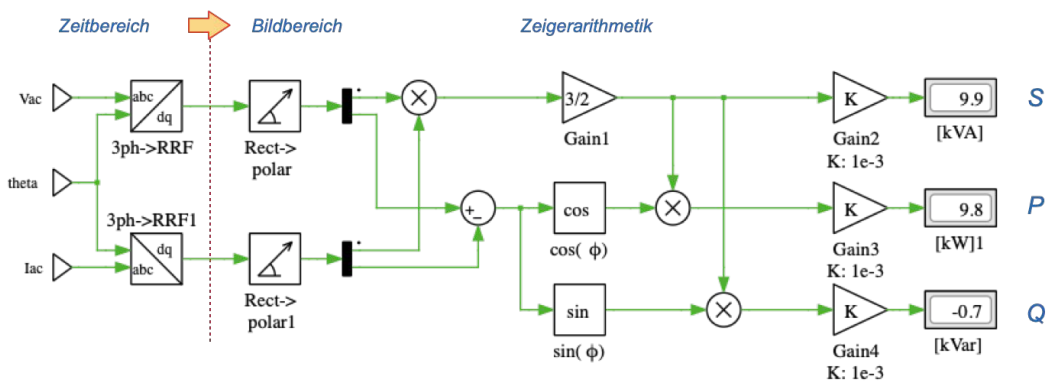 Zeitbereich
Bildbereich
Zeigerarithmetik
Vac
abc
dq
3ph->RRF
Rect->
polar
×
3/2
Gain1
K
Gain2
K: 1e-3
9.9
[kVA]
S
theta
3ph->RRF1
+
−
cos
cos( ϕ)
×
K
Gain3
K: 1e-3
9.8
[kW]1
P
Iac
dq
abc
Rect->
polar1
sin
sin( ϕ)
×
K
Gain4
K: 1e-3
-0.7
[kVar]
Q